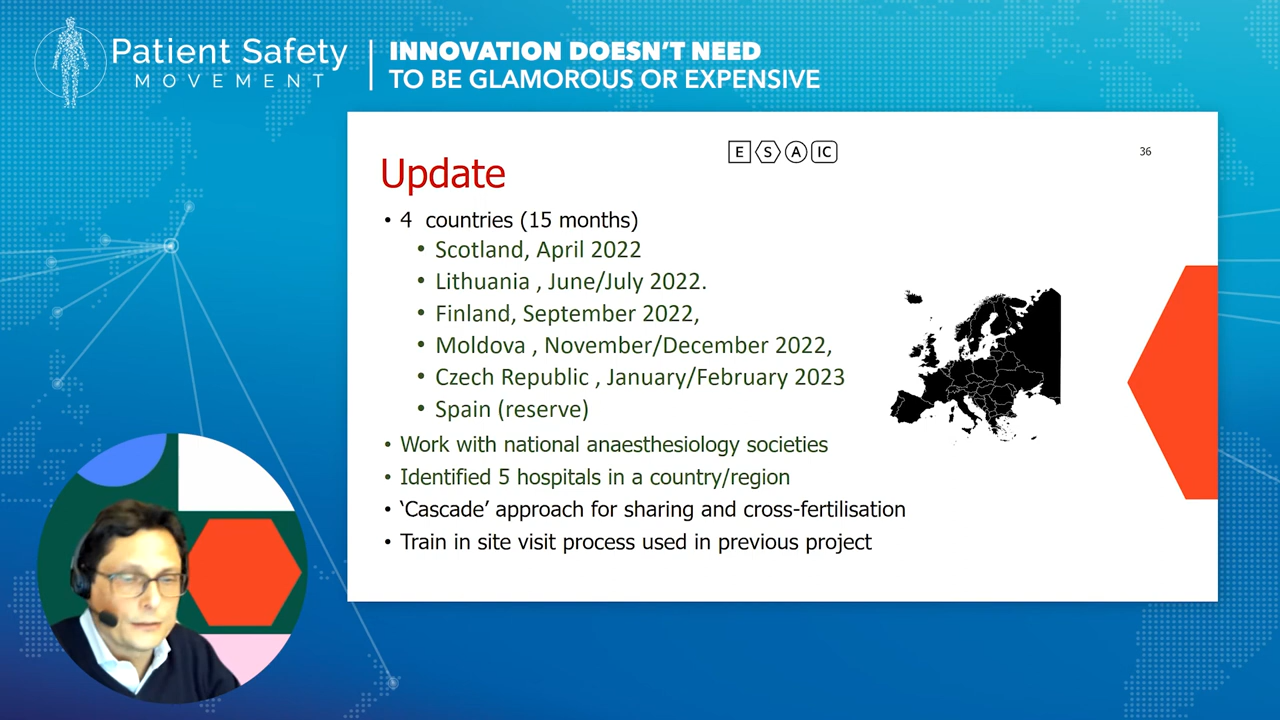 Patient Safety
MOVEMENT
INNOVATION DOESN'T NEED
TO BE GLAMOROUS OR EXPENSIVE
E S A IC
36
Update
• 4  countries (15 months)
• Scotland, April 2022
• Lithuania , June/July 2022.
• Finland, September 2022,
• Moldova , November/December 2022,
• Czech Republic , January/February 2023
• Spain (reserve)
• Work with national anaesthesiology societies
• Identified 5 hospitals in a country/region
• ‘Cascade’ approach for sharing and cross-fertilisation
• Train in site visit process used in previous project